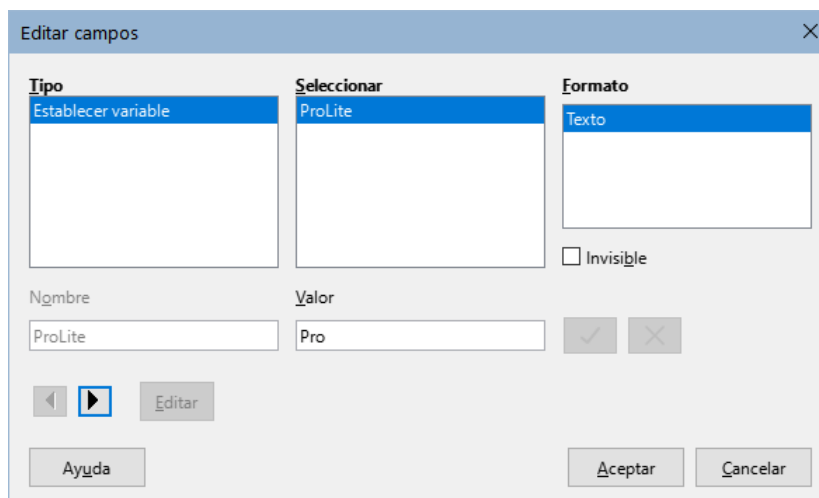 Editar campos
Tipo
Seleccionar
Formato
Establecer variable
ProLite
Texto
Invisible
Nombre
Valor
ProLite
Pro
Editar
Ayuda
Aceptar
Cancelar